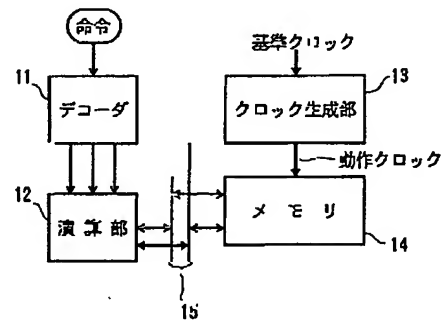 命令
基準クロック
11
デコーダ
13
クロック生成部
動作クロック
12
演算部
メモリ
14
15